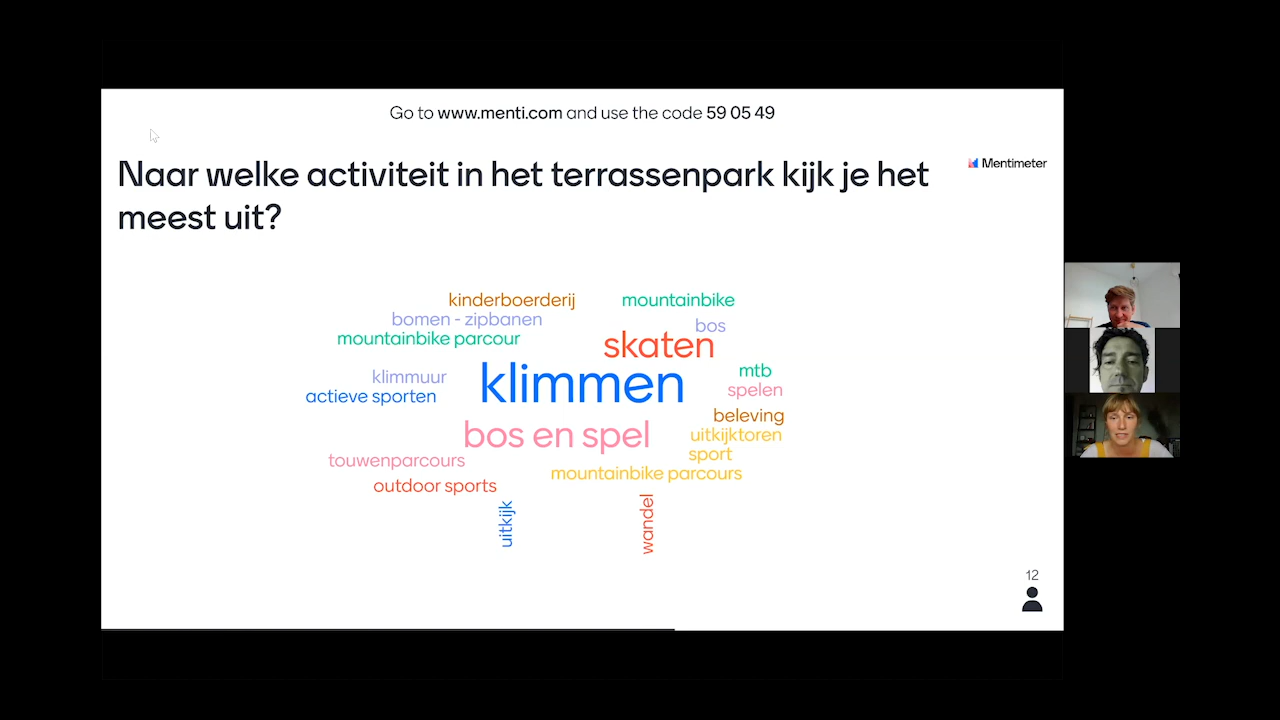 Go to www.menti.com and use the code 59 05 49
Mentimeter
Naar welke activiteit in het terrassenpark kijk je het
meest uit?
kinderboerderij
mountainbike
bomen - zipbanen
bos
mountainbike parcour
skaten
klimmuur
klimmen
mtb
actieve sporten
spelen
beleving
bos en spel
uitkijktoren
sport
touwenparcours
mountainbike parcours
outdoor sports
uitkijk
wandel
12